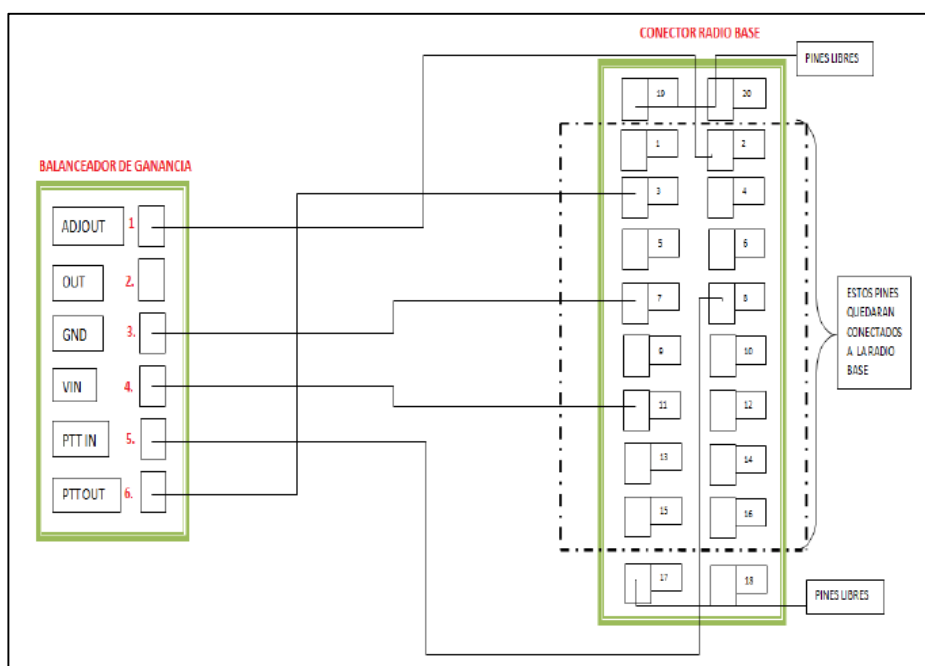 CONECTOR RADIO BASE
PINES LIBRES
19
20
1
2
3
4
5
6
7
8
9
10
11
12
13
14
15
16
17
18
BALANCEADOR DE GANANCIA
ADJOUT 1
OUT 2.
GND 3.
VIN 4.
PTT IN 5.
PTTOUT 6.
ESTOS PINES
QUEDARAN
CONECTADOS
A LA RADIO
BASE
PINES LIBRES